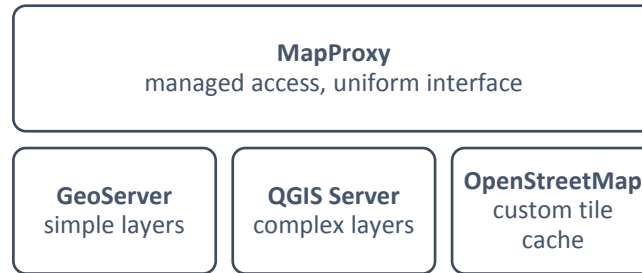 MapProxy
managed access, uniform interface
GeoServer
simple layers
QGIS Server
complex layers
OpenStreetMap
custom tile
cache